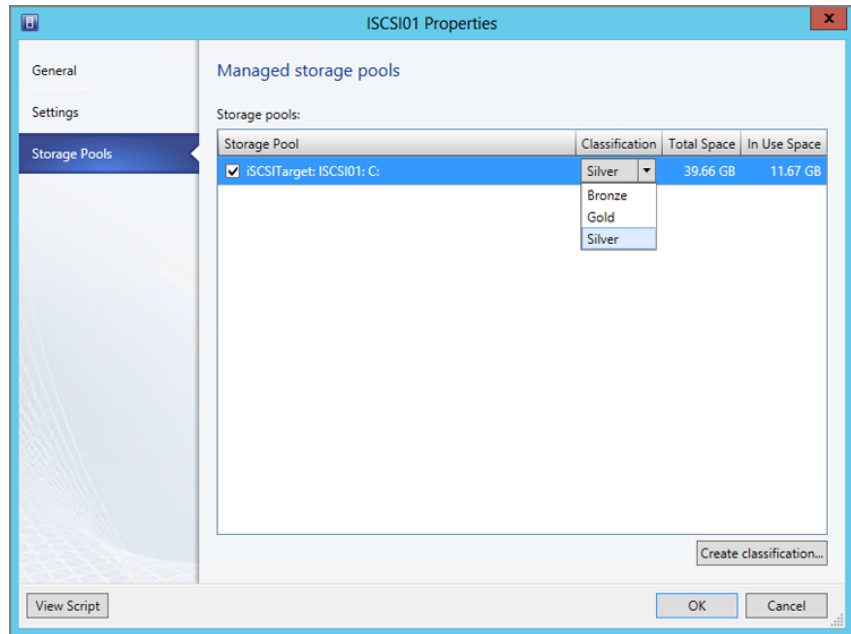 ISCSI01 Properties
x
General
Settings
Storage Pools
Managed storage pools
Storage pools:
Storage Pool Classification Total Space In Use Space
iSCSITarget: ISCSI01: C: Silver 39.66 GB 11.67 GB
Bronze
Gold
Silver
Create classification...
View Script OK Cancel